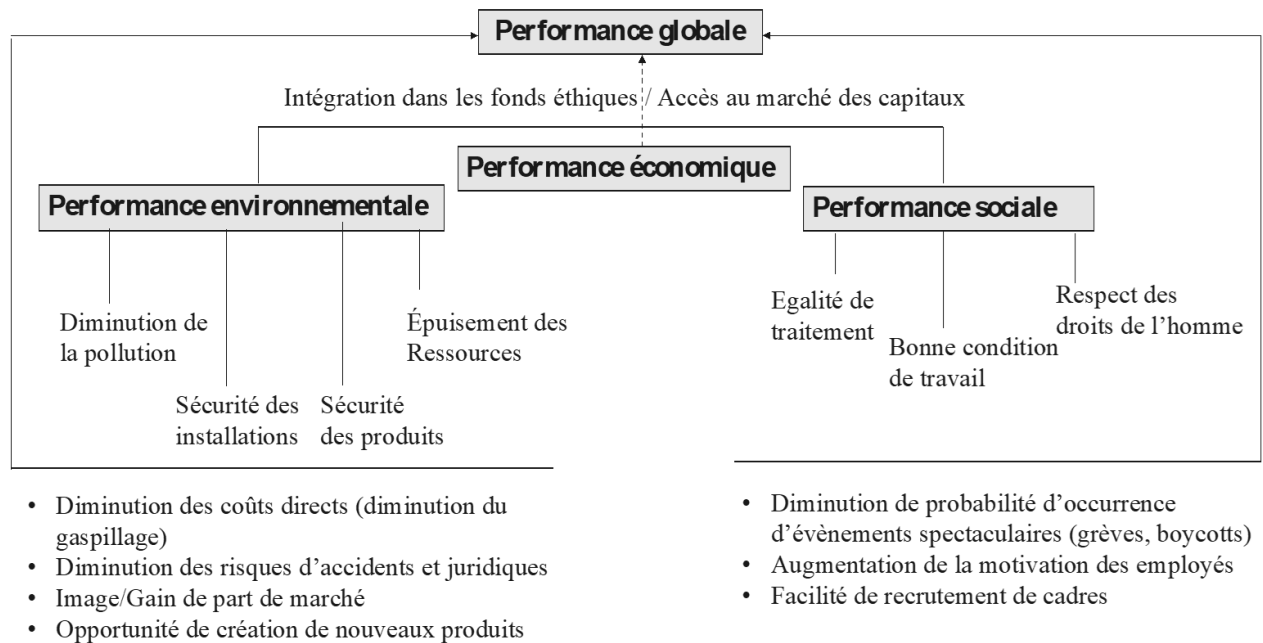 Performance globale
Intégration dans les fonds éthiques / Accès au marché des capitaux
Performance économique
Performance environnementale
Performance sociale
Diminution de
la pollution
Sécurité des
installations
Sécurité
des produits
Épuisement des
Ressources
Egalité de
traitement
Bonne condition
de travail
Respect des
droits de l’homme
• Diminution des coûts directs (diminution du
gaspillage)
• Diminution des risques d’accidents et juridiques
• Image/Gain de part de marché
• Opportunité de création de nouveaux produits
• Diminution de probabilité d’occurrence
d’évènements spectaculaires (grèves, boycotts)
• Augmentation de la motivation des employés
• Facilité de recrutement de cadres